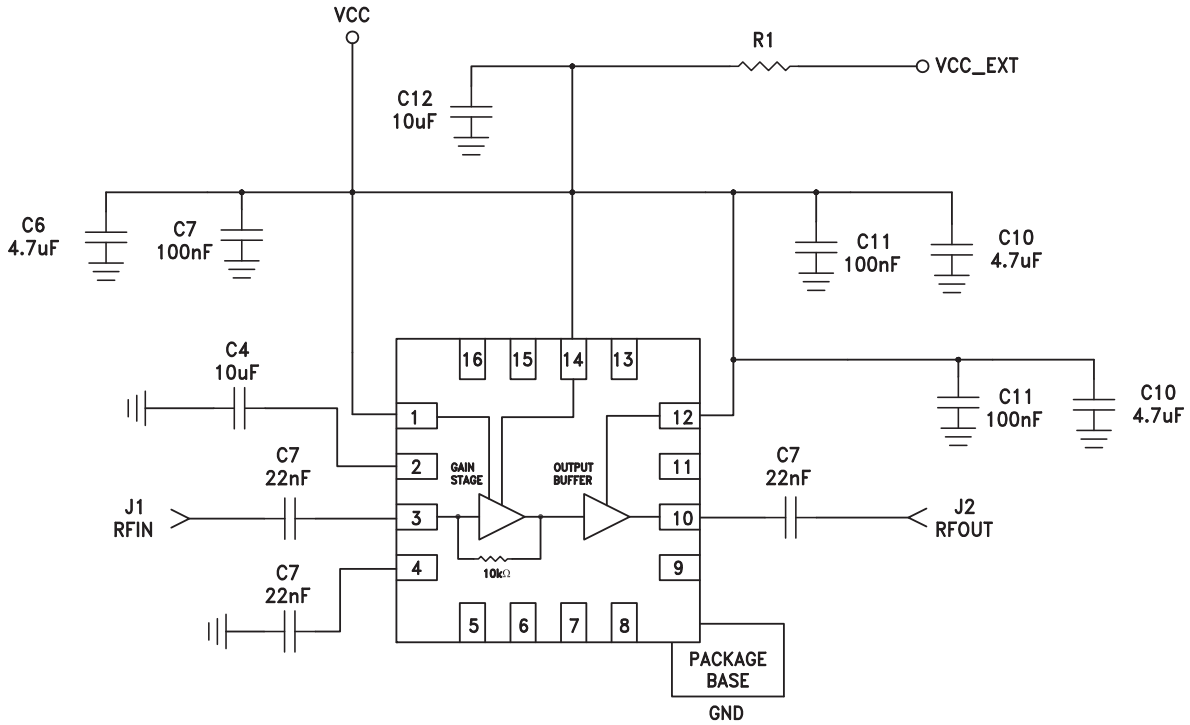 VCC
R1
VCC_EXT
C12
10uF
C6
4.7uF
C7
100nF
C11
100nF
C10
4.7uF
C4
10uF
16
15
14
13
1
12
C11
100nF
C10
4.7uF
2
GAIN
STAGE
OUTPUT
BUFFER
11
C7
22nF
C7
22nF
J1
RFIN
3
10
J2
RFOUT
10kΩ
C7
22nF
4
9
5
6
7
8
PACKAGE
BASE
GND